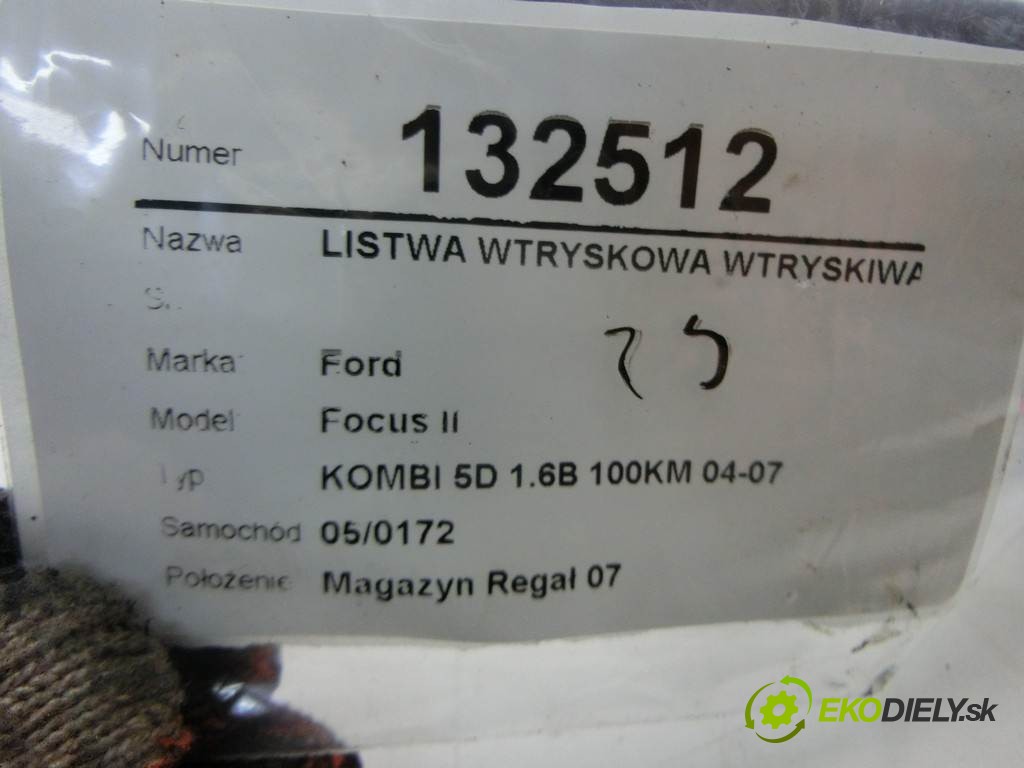 Numer 132512
Nazwa LISTWA WTRYSKOWA WTRYSKIWA
Marka Ford
Model Focus II
Typ KOMBI 5D 1.6B 100KM 04-07
Samochód 05/0172
Położenie Magazyn Regał 07
EKODIELY.sk